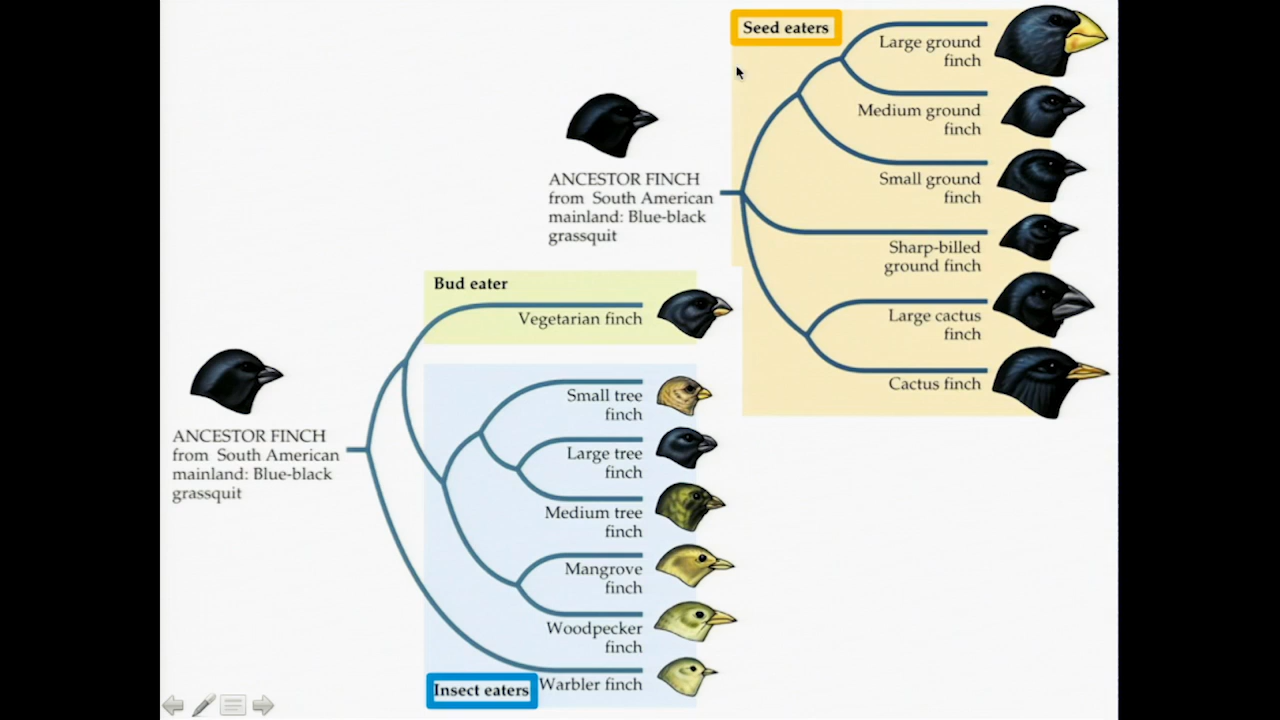 Seed eaters
Large ground
finch
Medium ground
finch
Small ground
finch
Sharp-billed
ground finch
Large cactus
finch
Cactus finch
ANCESTOR FINCH
from South American
mainland: Blue-black
grassquit
Bud eater
Vegetarian finch
Small tree
finch
Large tree
finch
Medium tree
finch
Mangrove
finch
Woodpecker
finch
Warbler finch
Insect eaters
ANCESTOR FINCH
from South American
mainland: Blue-black
grassquit